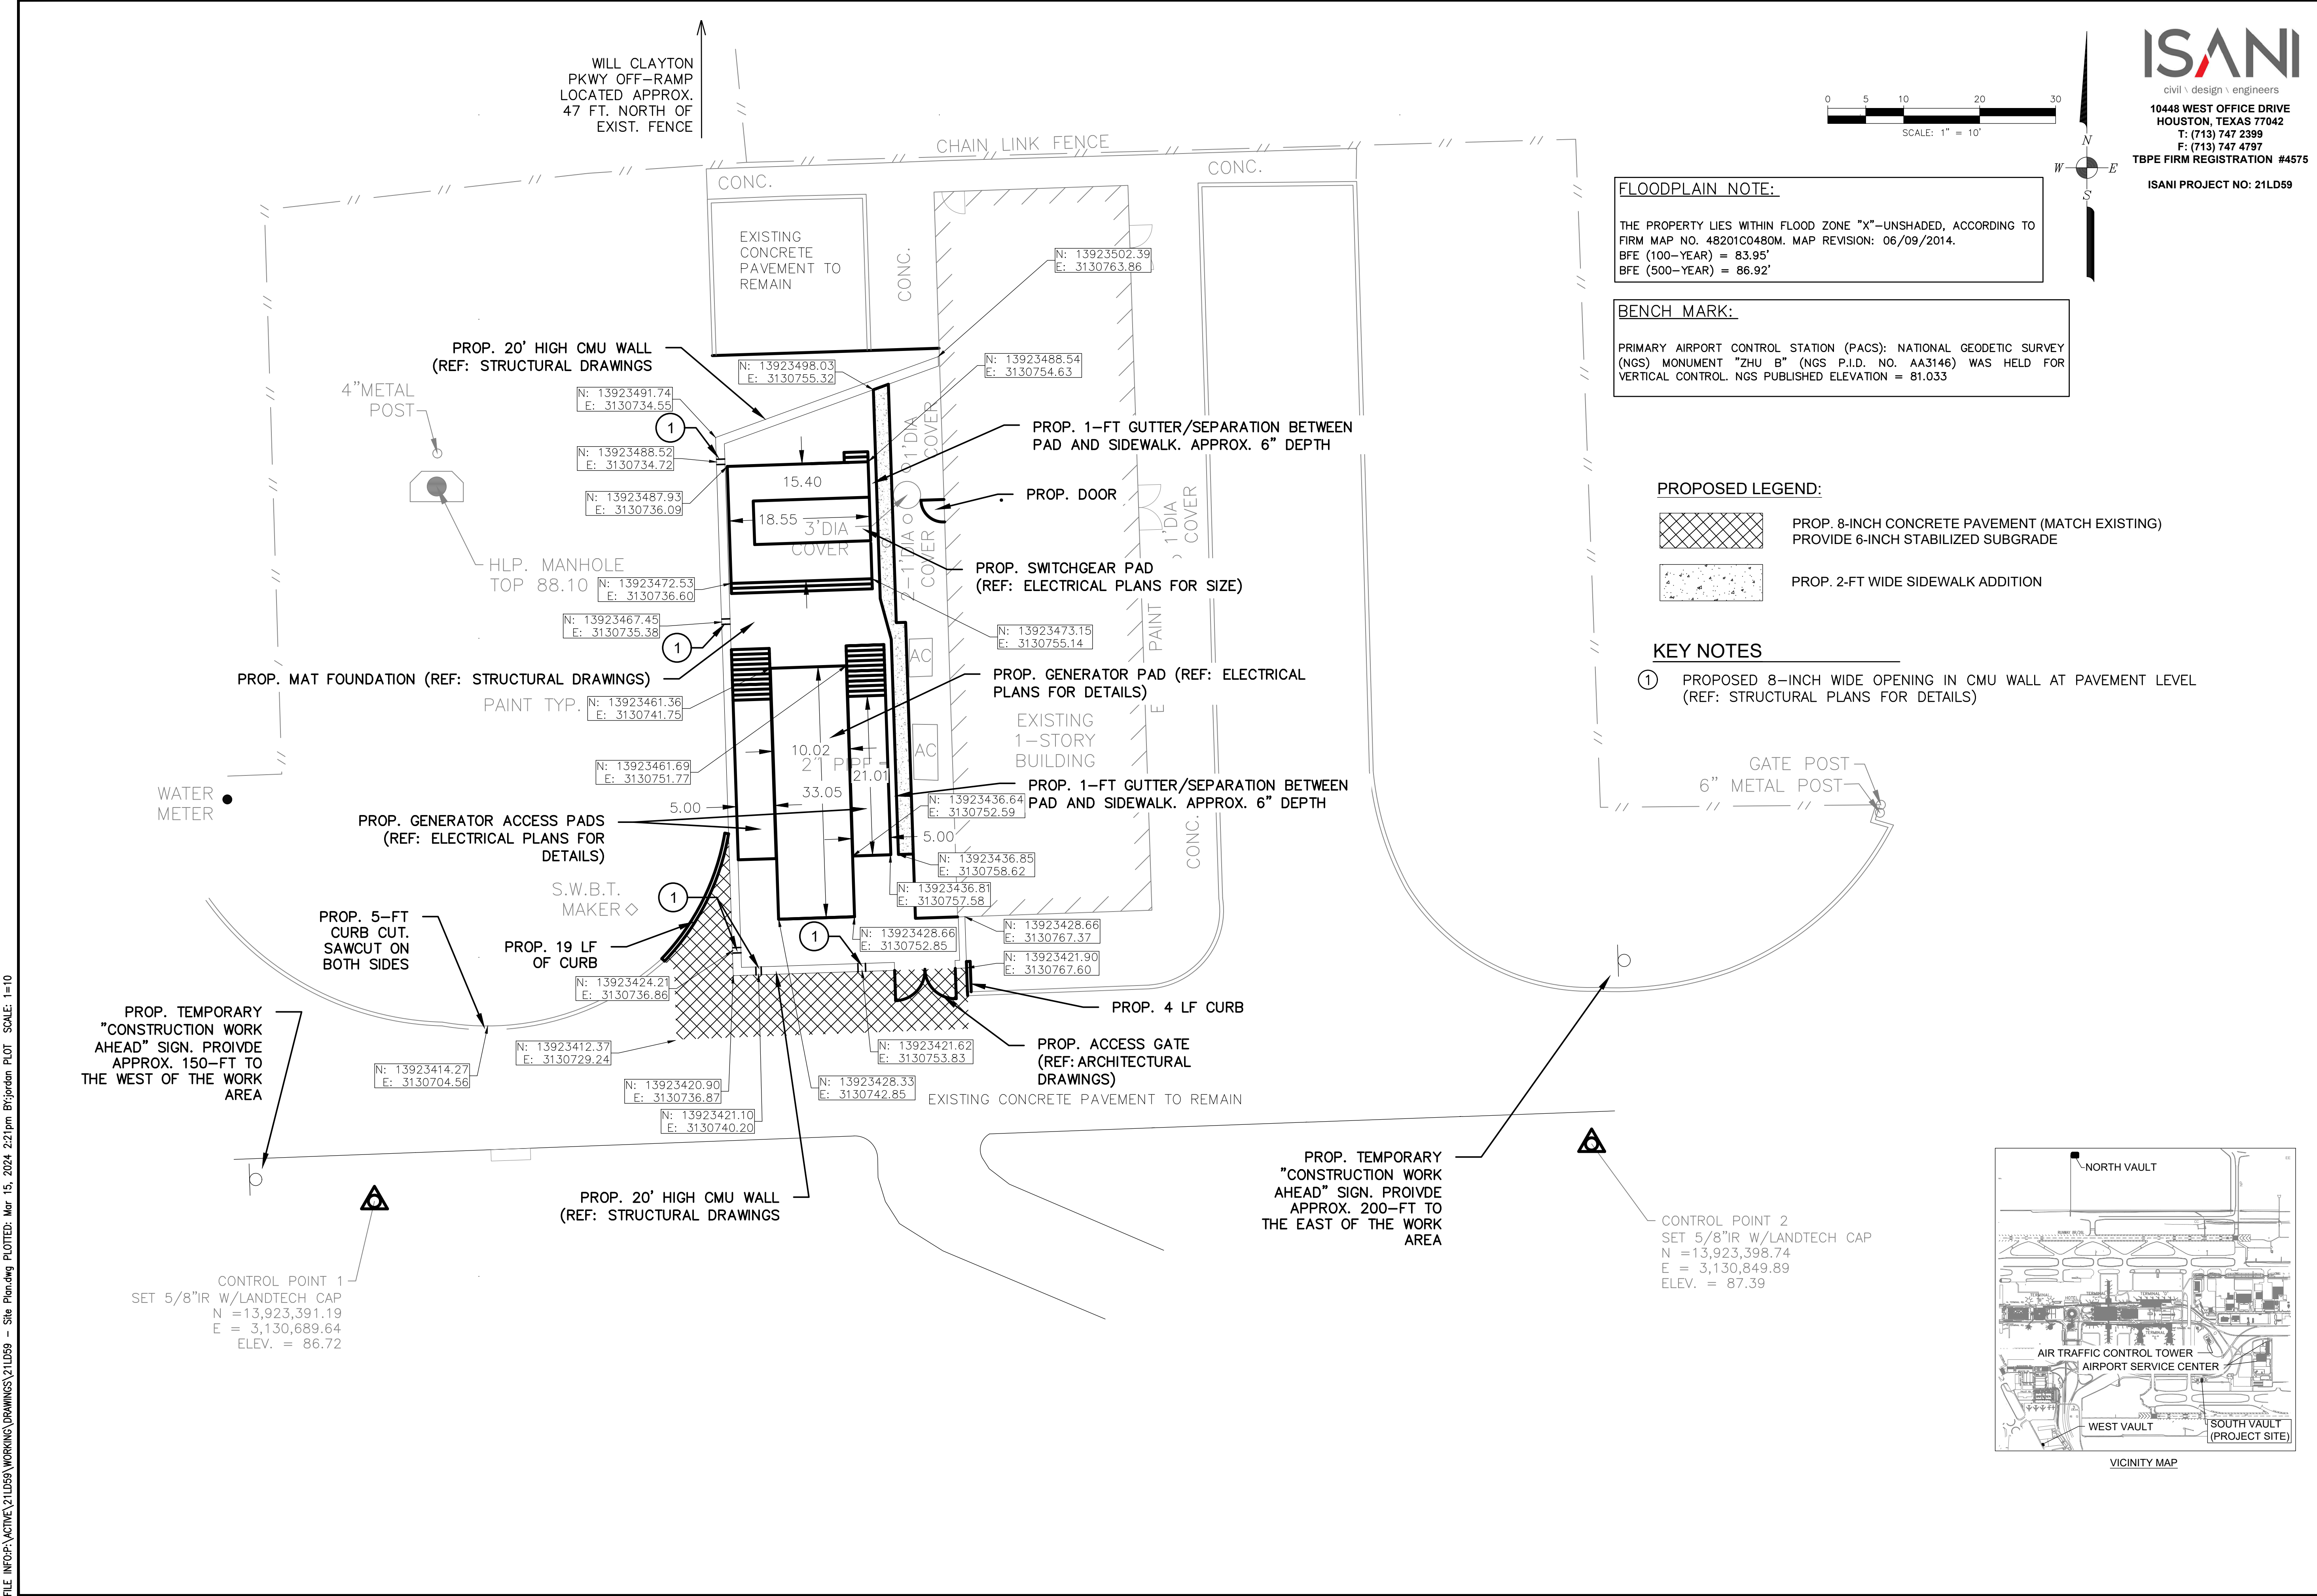 WILL CLAYTON
PKWY OFF-RAMP
LOCATED APPROX.
47 FT. NORTH OF
EXIST. FENCE
CHAIN LINK FENCE
CONC.
CONC.
CONC.
EXISTING
CONCRETE
PAVEMENT TO
REMAIN
0 5 10 20 30
SCALE: 1" = 10'
N
W E
S
ISANI
civil \ design \ engineers
10448 WEST OFFICE DRIVE
HOUSTON, TEXAS 77042
T: (713) 747 2399
F: (713) 747 4797
TBPE FIRM REGISTRATION #4575
ISANI PROJECT NO: 21LD59
FLOODPLAIN NOTE:
THE PROPERTY LIES WITHIN FLOOD ZONE "X"-UNSHADED, ACCORDING TO
FIRM MAP NO. 48201C0480M. MAP REVISION: 06/09/2014.
BFE (100-YEAR) = 83.95'
BFE (500-YEAR) = 86.92'
BENCH MARK:
PRIMARY AIRPORT CONTROL STATION (PACS): NATIONAL GEODETIC SURVEY
(NGS) MONUMENT "ZHU B" (NGS P.I.D. NO. AA3146) WAS HELD FOR
VERTICAL CONTROL. NGS PUBLISHED ELEVATION = 81.033
PROPOSED LEGEND:
PROP. 8-INCH CONCRETE PAVEMENT (MATCH EXISTING)
PROVIDE 6-INCH STABILIZED SUBGRADE
PROP. 2-FT WIDE SIDEWALK ADDITION
KEY NOTES
1 PROPOSED 8-INCH WIDE OPENING IN CMU WALL AT PAVEMENT LEVEL
(REF: STRUCTURAL PLANS FOR DETAILS)
N: 13923502.39
E: 3130763.86
PROP. 20' HIGH CMU WALL
(REF: STRUCTURAL DRAWINGS
N: 13923498.03
E: 3130755.32
N: 13923488.54
E: 3130754.63
4"METAL
POST
N: 13923491.74
E: 3130734.55
1
N: 13923488.52
E: 3130734.72
N: 13923487.93
E: 3130736.09
PROP. 1-FT GUTTER/SEPARATION BETWEEN
PAD AND SIDEWALK. APPROX. 6" DEPTH
1'DIA
COVER
15.40
18.55
3'DIA
COVER
2-1'DIA
COVER
PROP. DOOR
1'DIA
COVER
HLP. MANHOLE
TOP 88.10
PROP. SWITCHGEAR PAD
(REF: ELECTRICAL PLANS FOR SIZE)
N: 13923472.53
E: 3130736.60
N: 13923467.45
E: 3130735.38
1
N: 13923473.15
E: 3130755.14
PAINT
AC
PROP. MAT FOUNDATION (REF: STRUCTURAL DRAWINGS)
PROP. GENERATOR PAD (REF: ELECTRICAL
PLANS FOR DETAILS)
PAINT TYP.
N: 13923461.36
E: 3130741.75
EXISTING
1-STORY
BUILDING
AC
10.02
2" PIPE
21.01
33.05
N: 13923461.69
E: 3130751.77
5.00
PROP. 1-FT GUTTER/SEPARATION BETWEEN
PAD AND SIDEWALK. APPROX. 6" DEPTH
N: 13923436.64
E: 3130752.59
5.00
CONC.
WATER
METER
GATE POST
6" METAL POST
PROP. GENERATOR ACCESS PADS
(REF: ELECTRICAL PLANS FOR
DETAILS)
N: 13923436.85
E: 3130758.62
N: 13923436.81
E: 3130757.58
S.W.B.T.
MAKER
1
1
PROP. 5-FT
CURB CUT.
SAWCUT ON
BOTH SIDES
PROP. 19 LF
OF CURB
N: 13923428.66
E: 3130752.85
N: 13923428.66
E: 3130767.37
N: 13923421.90
E: 3130767.60
N: 13923424.21
E: 3130736.86
PROP. 4 LF CURB
PROP. TEMPORARY
"CONSTRUCTION WORK
AHEAD" SIGN. PROIVDE
APPROX. 150-FT TO
THE WEST OF THE WORK
AREA
N: 13923412.37
E: 3130729.24
N: 13923414.27
E: 3130704.56
N: 13923421.62
E: 3130753.83
PROP. ACCESS GATE
(REF: ARCHITECTURAL
DRAWINGS)
N: 13923420.90
E: 3130736.87
N: 13923428.33
E: 3130742.85
N: 13923421.10
E: 3130740.20
EXISTING CONCRETE PAVEMENT TO REMAIN
PROP. 20' HIGH CMU WALL
(REF: STRUCTURAL DRAWINGS
PROP. TEMPORARY
"CONSTRUCTION WORK
AHEAD" SIGN. PROIVDE
APPROX. 200-FT TO
THE EAST OF THE WORK
AREA
CONTROL POINT 1
SET 5/8"IR W/LANDTECH CAP
N =13,923,391.19
E = 3,130,689.64
ELEV. = 86.72
CONTROL POINT 2
SET 5/8"IR W/LANDTECH CAP
N =13,923,398.74
E = 3,130,849.89
ELEV. = 87.39
NORTH VAULT
TERMINAL
HOTEL
TERMINAL
TERMINAL
TERMINAL
AIR TRAFFIC CONTROL TOWER
AIRPORT SERVICE CENTER
WEST VAULT
SOUTH VAULT
(PROJECT SITE)
VICINITY MAP
FILE INFO:P:\ACTIVE\21LD59\WORKING\DRAWINGS\21LD59 - Site Plan.dwg PLOTTED: Mar 15, 2024 2:21pm BY:jordan PLOT SCALE: 1=10